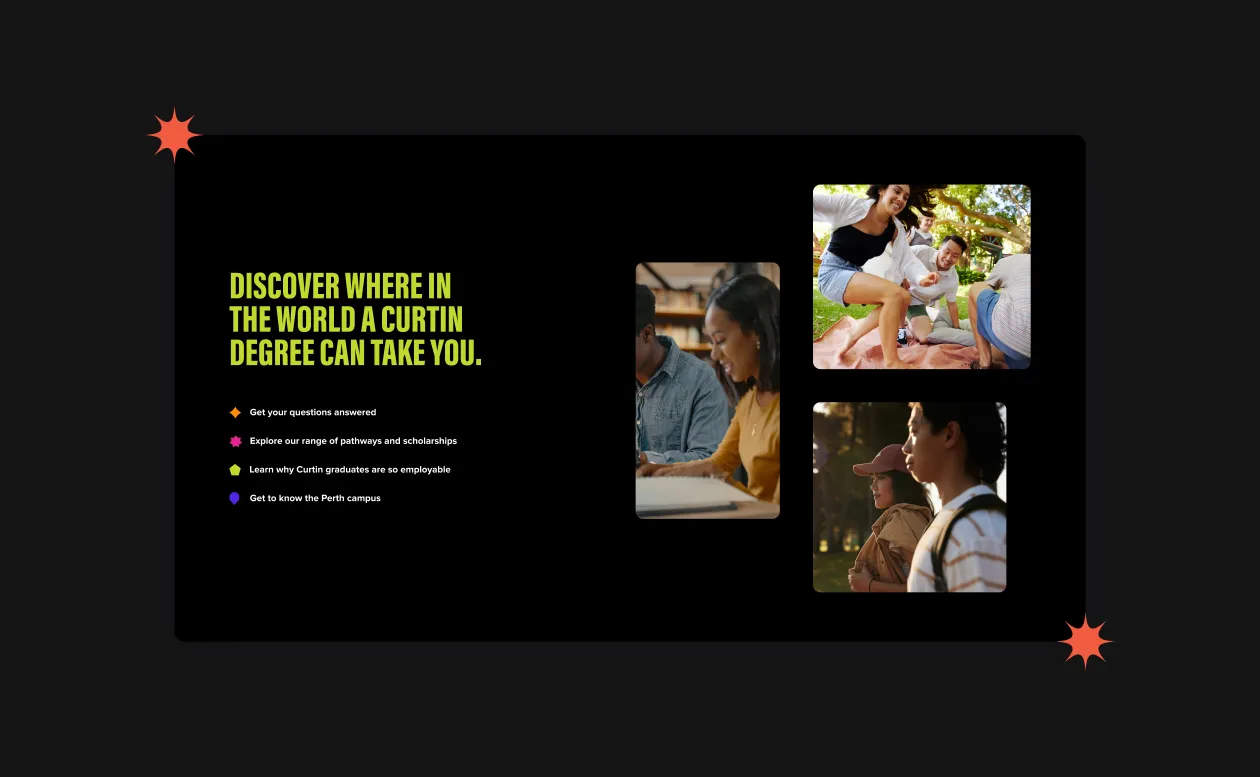 DISCOVER WHERE IN
THE WORLD A CURTIN
DEGREE CAN TAKE YOU.
Get your questions answered
Explore our range of pathways and scholarships
Learn why Curtin graduates are so employable
Get to know the Perth campus